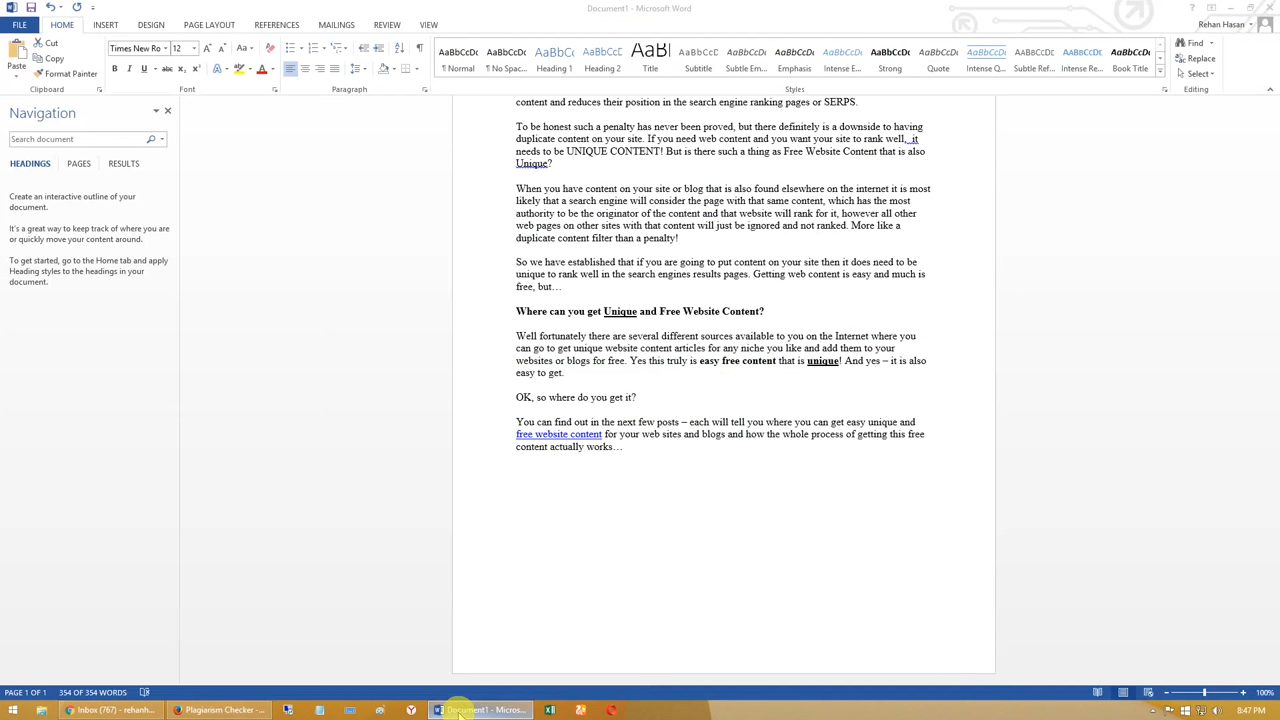 Document1 - Microsoft Word
FILE HOME INSERT DESIGN PAGE LAYOUT REFERENCES MAILINGS REVIEW VIEW
Rehan Hasan
Paste Cut Copy Format Painter
Times New Ro 12
AaBbCcDc AaBbCcDc AaBbCc AaBbCc AaBl AaBbCcD AaBbCcDc AaBbCcDc AaBbCcDc AaBbCcDc AaBbCcDc AaBbCcDc AaBbCcDc AaBbCcDc AaBbCcDc
¶ Normal ¶ No Spac... Heading 1 Heading 2 Title Subtitle Subtle Em... Emphasis Intense E... Strong Quote Intense Q... Subtle Ref... Intense Re... Book Title
Find Replace Select
Clipboard Font Paragraph Styles Editing
Navigation
Search document
HEADINGS PAGES RESULTS
Create an interactive outline of your
document.
It's a great way to keep track of where you are
or quickly move your content around.
To get started, go to the Home tab and apply
Heading styles to the headings in your
document.
content and reduces their position in the search engine ranking pages or SERPS.
To be honest such a penalty has never been proved, but there definitely is a downside to having
duplicate content on your site. If you need web content and you want your site to rank well, it
needs to be UNIQUE CONTENT! But is there such a thing as Free Website Content that is also
Unique?
When you have content on your site or blog that is also found elsewhere on the internet it is most
likely that a search engine will consider the page with that same content, which has the most
authority to be the originator of the content and that website will rank for it, however all other
web pages on other sites with that content will just be ignored and not ranked. More like a
duplicate content filter than a penalty!
So we have established that if you are going to put content on your site then it does need to be
unique to rank well in the search engines results pages. Getting web content is easy and much is
free, but…
Where can you get Unique and Free Website Content?
Well fortunately there are several different sources available to you on the Internet where you
can go to get unique website content articles for any niche you like and add them to your
websites or blogs for free. Yes this truly is easy free content that is unique! And yes – it is also
easy to get.
OK, so where do you get it?
You can find out in the next few posts – each will tell you where you can get easy unique and
free website content for your web sites and blogs and how the whole process of getting this free
content actually works…
PAGE 1 OF 1 354 OF 354 WORDS 100%
Inbox (767) - rehanh... Plagiarism Checker -... Document1 - Micros... 8:47 PM